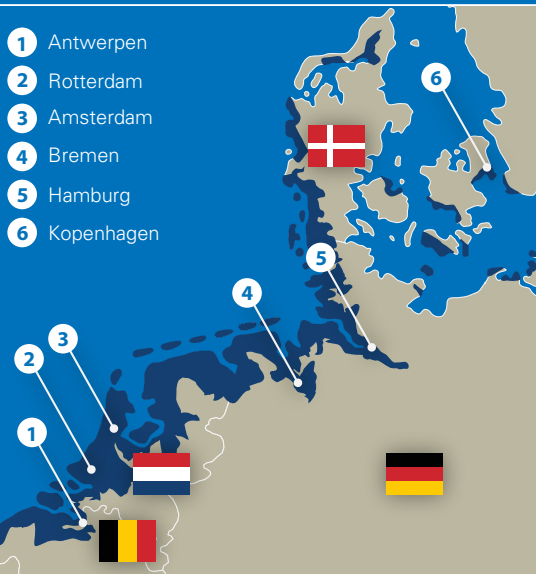 1 Antwerpen
2 Rotterdam
3 Amsterdam
4 Bremen
5 Hamburg
6 Kopenhagen
6
5
4
3
2
1